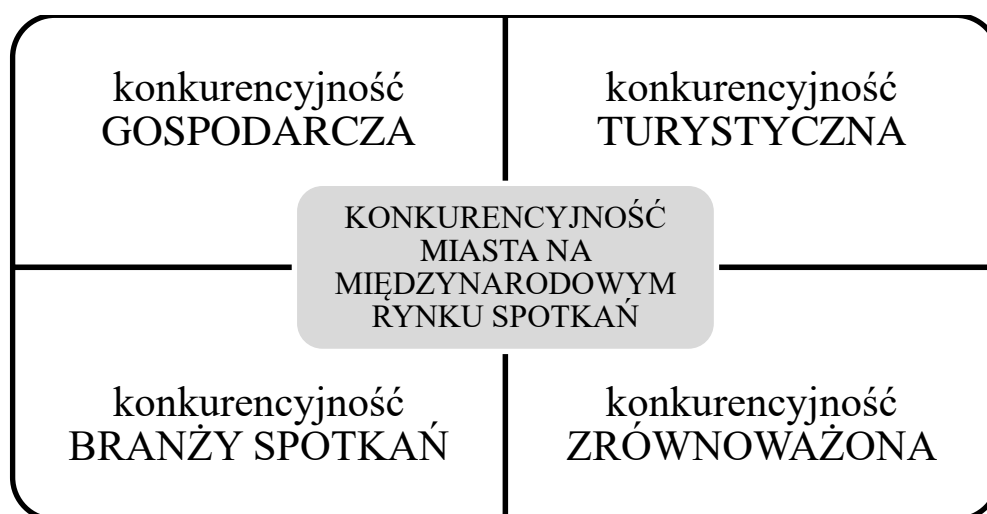 konkurencyjność
GOSPODARCZA
konkurencyjność
TURYSTYCZNA
KONKURENCYJNOŚĆ
MIASTA NA
MIĘDZYNARODOWYM
RYNKU SPOTKAŃ
konkurencyjność
BRANŻY SPOTKAŃ
konkurencyjność
ZRÓWNOWAŻONA